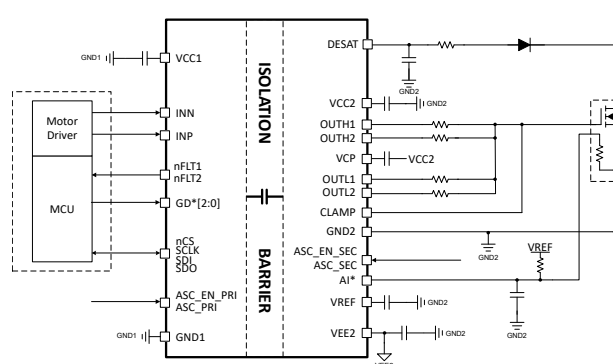 DESAT
GND1
VCC1
GND2
VCC2
GND2
Motor
Driver
INN
INP
ISOLATION
OUTH1
OUTH2
VCP
VCC2
nFLT1
nFLT2
OUTL1
OUTL2
MCU
GD*[2:0]
CLAMP
GND2
GND2
nCS
SCLK
SDI
SDO
BARRIER
ASC_EN_SEC
ASC_SEC
VREF
AI*
ASC_EN_PRI
ASC_PRI
VREF
GND2
GND2
GND1
GND1
VEE2
GND2